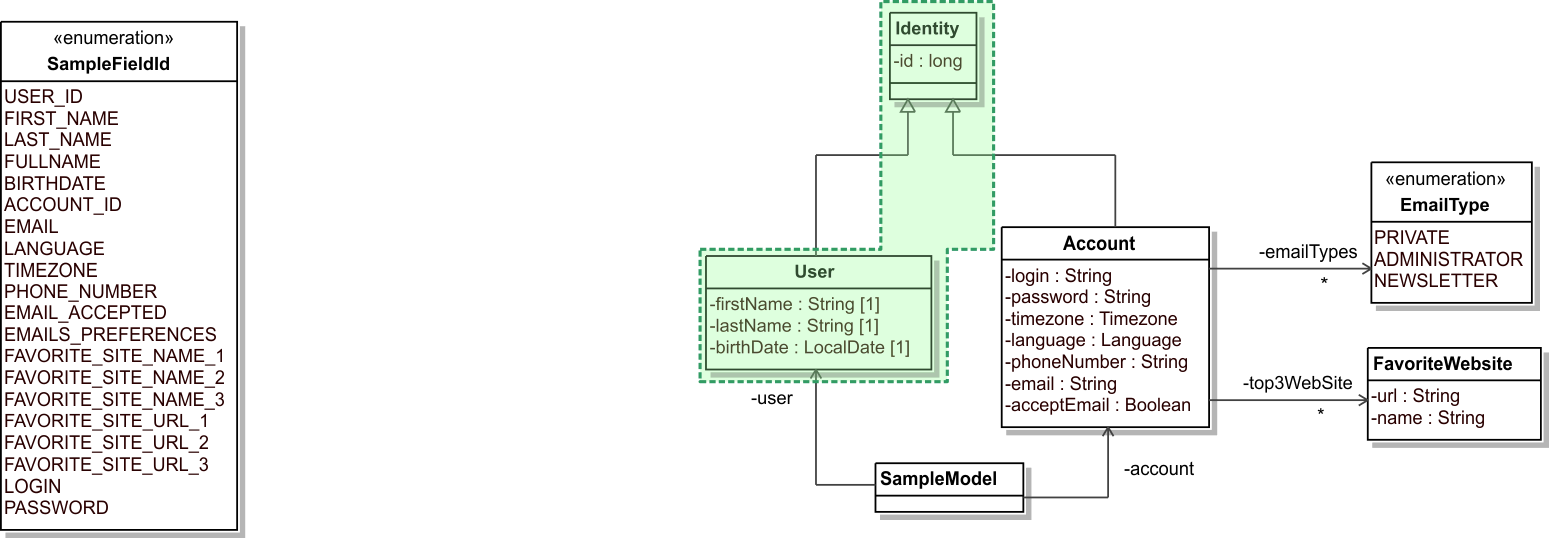 «enumeration»
SampleFieldId
USER_ID
FIRST_NAME
LAST_NAME
FULLNAME
BIRTHDATE
ACCOUNT_ID
EMAIL
LANGUAGE
TIMEZONE
PHONE_NUMBER
EMAIL_ACCEPTED
EMAILS_PREFERENCES
FAVORITE_SITE_NAME_1
FAVORITE_SITE_NAME_2
FAVORITE_SITE_NAME_3
FAVORITE_SITE_URL_1
FAVORITE_SITE_URL_2
FAVORITE_SITE_URL_3
LOGIN
PASSWORD
Identity
-id : long
User
-firstName : String [1]
-lastName : String [1]
-birthDate : LocalDate [1]
-user
SampleModel
-account
Account
-login : String
-password : String
-timezone : Timezone
-language : Language
-phoneNumber : String
-email : String
-acceptEmail : Boolean
-emailTypes
*
-top3WebSite
*
«enumeration»
EmailType
PRIVATE
ADMINISTRATOR
NEWSLETTER
FavoriteWebsite
-url : String
-name : String